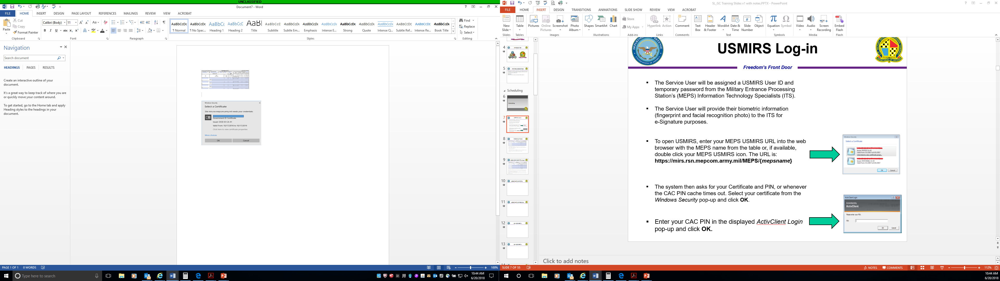 UNCLASSIFIED
Document7 - Word
FILE HOME INSERT DESIGN PAGE LAYOUT REFERENCES MAILINGS REVIEW VIEW ACROBAT
Paste
Cut
Copy
Format Painter
Clipboard
Calibri (Body) 11
Font
Paragraph
AaBbCcDc AaBbCcDc AaBbC( AaBbCcE AaBl AaBbCcD AaBbCcDc AaBbCcDc AaBbCcDc AaBbCcDc AaBbCcDc AaBbCcDc AABBCCDC AABBCCDC AaBbCcDc
¶ Normal ¶ No Spac... Heading 1 Heading 2 Title Subtitle Subtle Em... Emphasis Intense E... Strong Quote Intense Q... Subtle Ref... Intense Re... Book Title
Styles
Find
Replace
Select
Editing
Navigation
Search document
HEADINGS PAGES RESULTS
Create an interactive outline of your
document.
It's a great way to keep track of where you are
or quickly move your content around.
To get started, go to the Home tab and apply
Heading styles to the headings in your
document.
Windows Security
Select a Certificate
Site mirs.rsn.mepcom.army.mil needs your credentials:
Government ID Certificate
Issuer: DOD ID CA-41
Valid From: 10/17/2016 to 10/17/2019
Click here to view certificate properties
More choices
OK Cancel
PAGE 1 OF 1 0 WORDS
100%
Type here to search
10:44 AM
6/20/2018
SL_GC Training Slides v1 with notes.PPTX - PowerPoint
FILE HOME INSERT DESIGN TRANSITIONS ANIMATIONS SLIDE SHOW REVIEW VIEW ACROBAT
New Slide
Slides
Table
Tables
Pictures
Online Pictures
Screenshot
Photo Album
Images
Shapes
SmartArt
Chart
Illustrations
Store
My Apps
Add-ins
Hyperlink
Action
Links
Comment
Comments
Text Box
Header & Footer
WordArt
Date & Time
Slide Number
Object
Text
Equation
Symbol
Symbols
Video
Audio
Screen Recording
Media
Embed Flash
Flash
4
5
Scheduling
6
7
8
9
10
11
12
13
USMIRS Log-in
Freedom's Front Door
▪ The Service User will be assigned a USMIRS User ID and
temporary password from the Military Entrance Processing
Station's (MEPS) Information Technology Specialists (ITS).
▪ The Service User will provide their biometric information
(fingerprint and facial recognition photo) to the ITS for
e-Signature purposes.
▪ To open USMIRS, enter your MEPS USMIRS URL into the web
browser with the MEPS name from the table or, if available,
double click your MEPS USMIRS icon. The URL is:
https://mirs.rsn.mepcom.army.mil/MEPS/{mepsname}
▪ The system then asks for your Certificate and PIN, or whenever
the CAC PIN cache times out. Select your certificate from the
Windows Security pop-up and click OK.
▪ Enter your CAC PIN in the displayed ActivClient Login
pop-up and click OK.
Windows Security
Select a Certificate
OK Cancel
ActivClient Login
ActivIdentity
ActivClient
Please enter your PIN.
PIN
OK Cancel
Click to add notes
SLIDE 7 OF 55
NOTES COMMENTS
112%
10:44 AM
6/20/2018